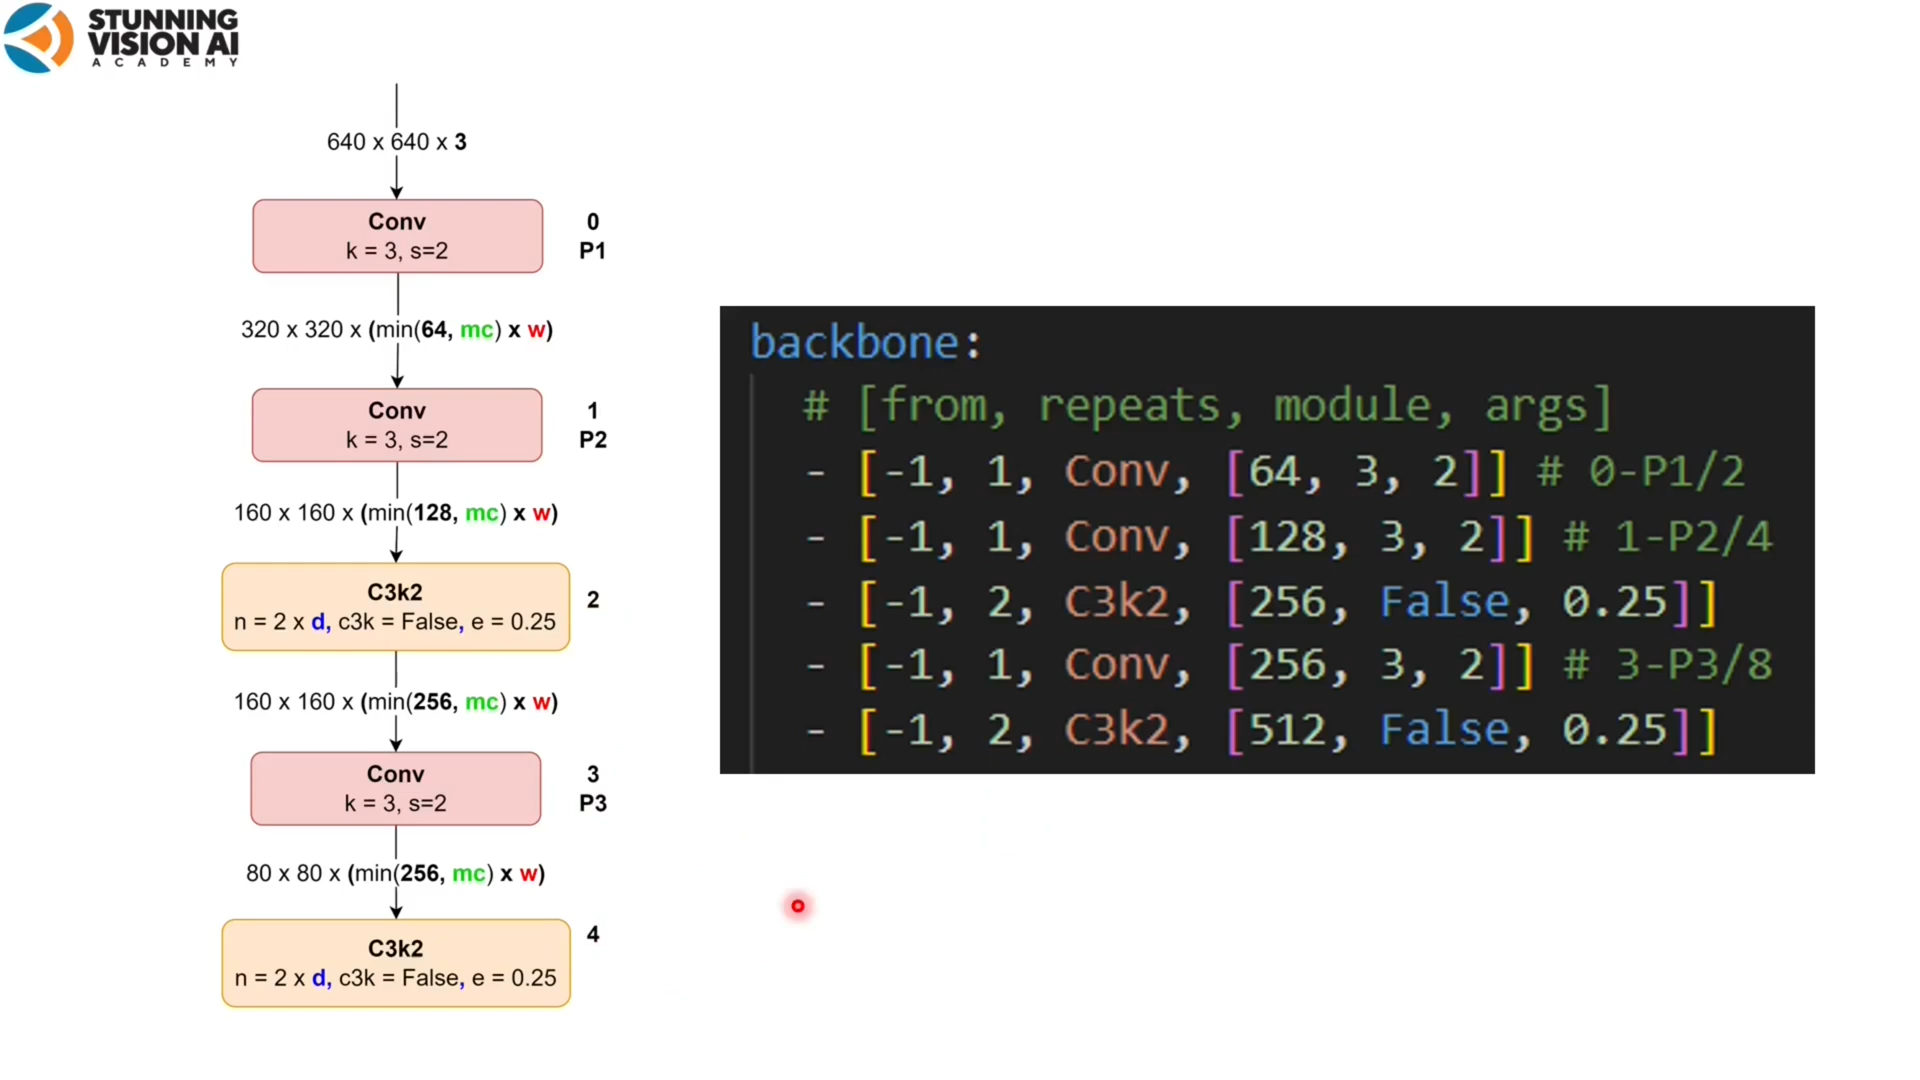 STUNNING
VISION AI
ACADEMY
640 x 640 x 3
Conv
k = 3, s=2
0
P1
320 x 320 x (min(64, mc) x w)
Conv
k = 3, s=2
1
P2
160 x 160 x (min(128, mc) x w)
C3k2
n = 2 x d, c3k = False, e = 0.25
2
160 x 160 x (min(256, mc) x w)
Conv
k = 3, s=2
3
P3
80 x 80 x (min(256, mc) x w)
C3k2
n = 2 x d, c3k = False, e = 0.25
4
backbone:
# [from, repeats, module, args]
- [-1, 1, Conv, [64, 3, 2]] # 0-P1/2
- [-1, 1, Conv, [128, 3, 2]] # 1-P2/4
- [-1, 2, C3k2, [256, False, 0.25]]
- [-1, 1, Conv, [256, 3, 2]] # 3-P3/8
- [-1, 2, C3k2, [512, False, 0.25]]